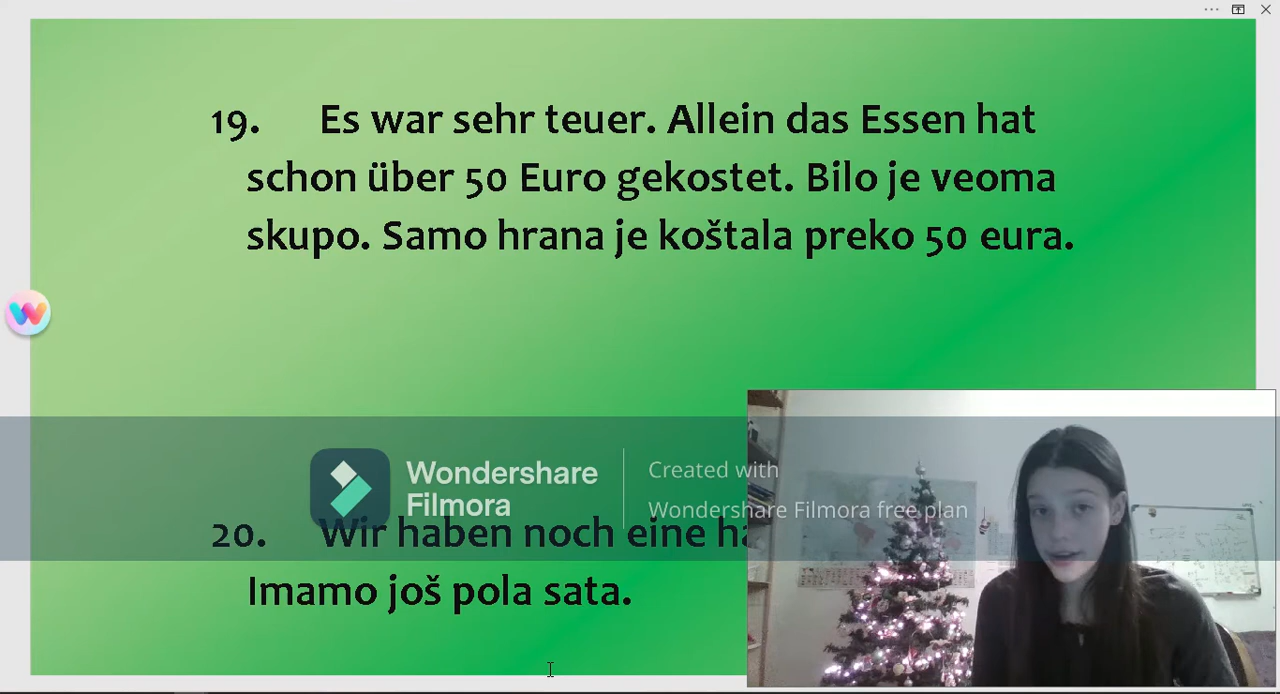 19. Es war sehr teuer. Allein das Essen hat
schon über 50 Euro gekostet. Bilo je veoma
skupo. Samo hrana je koštala preko 50 eura.
Wondershare
Filmora
Created with
Wondershare Filmora free plan
20. Wir haben noch eine
Imamo još pola sata.